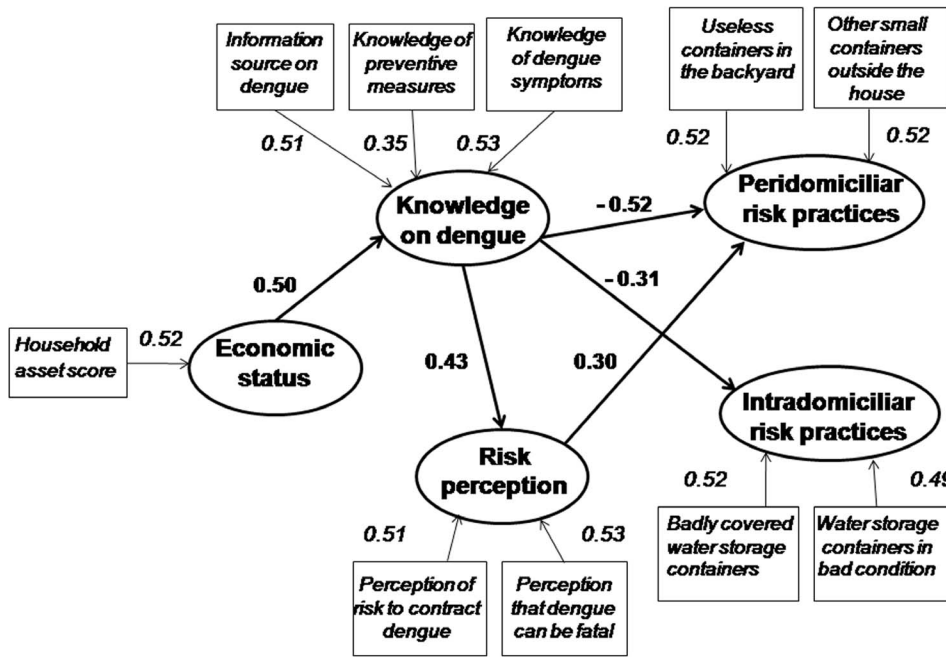 Information
source on
dengue
Knowledge of
preventive
measures
Knowledge
of dengue
symptoms
Useless
containers in
the backyard
Other small
containers
outside the
house
0.51
0.35
0.53
0.52
0.52
Knowledge
on dengue
Peridomiciliar
risk practices
- 0.52
- 0.31
0.50
Household
asset score
0.52
Economic
status
0.43
0.30
Intradomiciliar
risk practices
Risk
perception
0.51
0.53
0.52
0.49
Perception of
risk to contract
dengue
Perception
that dengue
can be fatal
Badly covered
water storage
containers
Water storage
containers in
bad condition